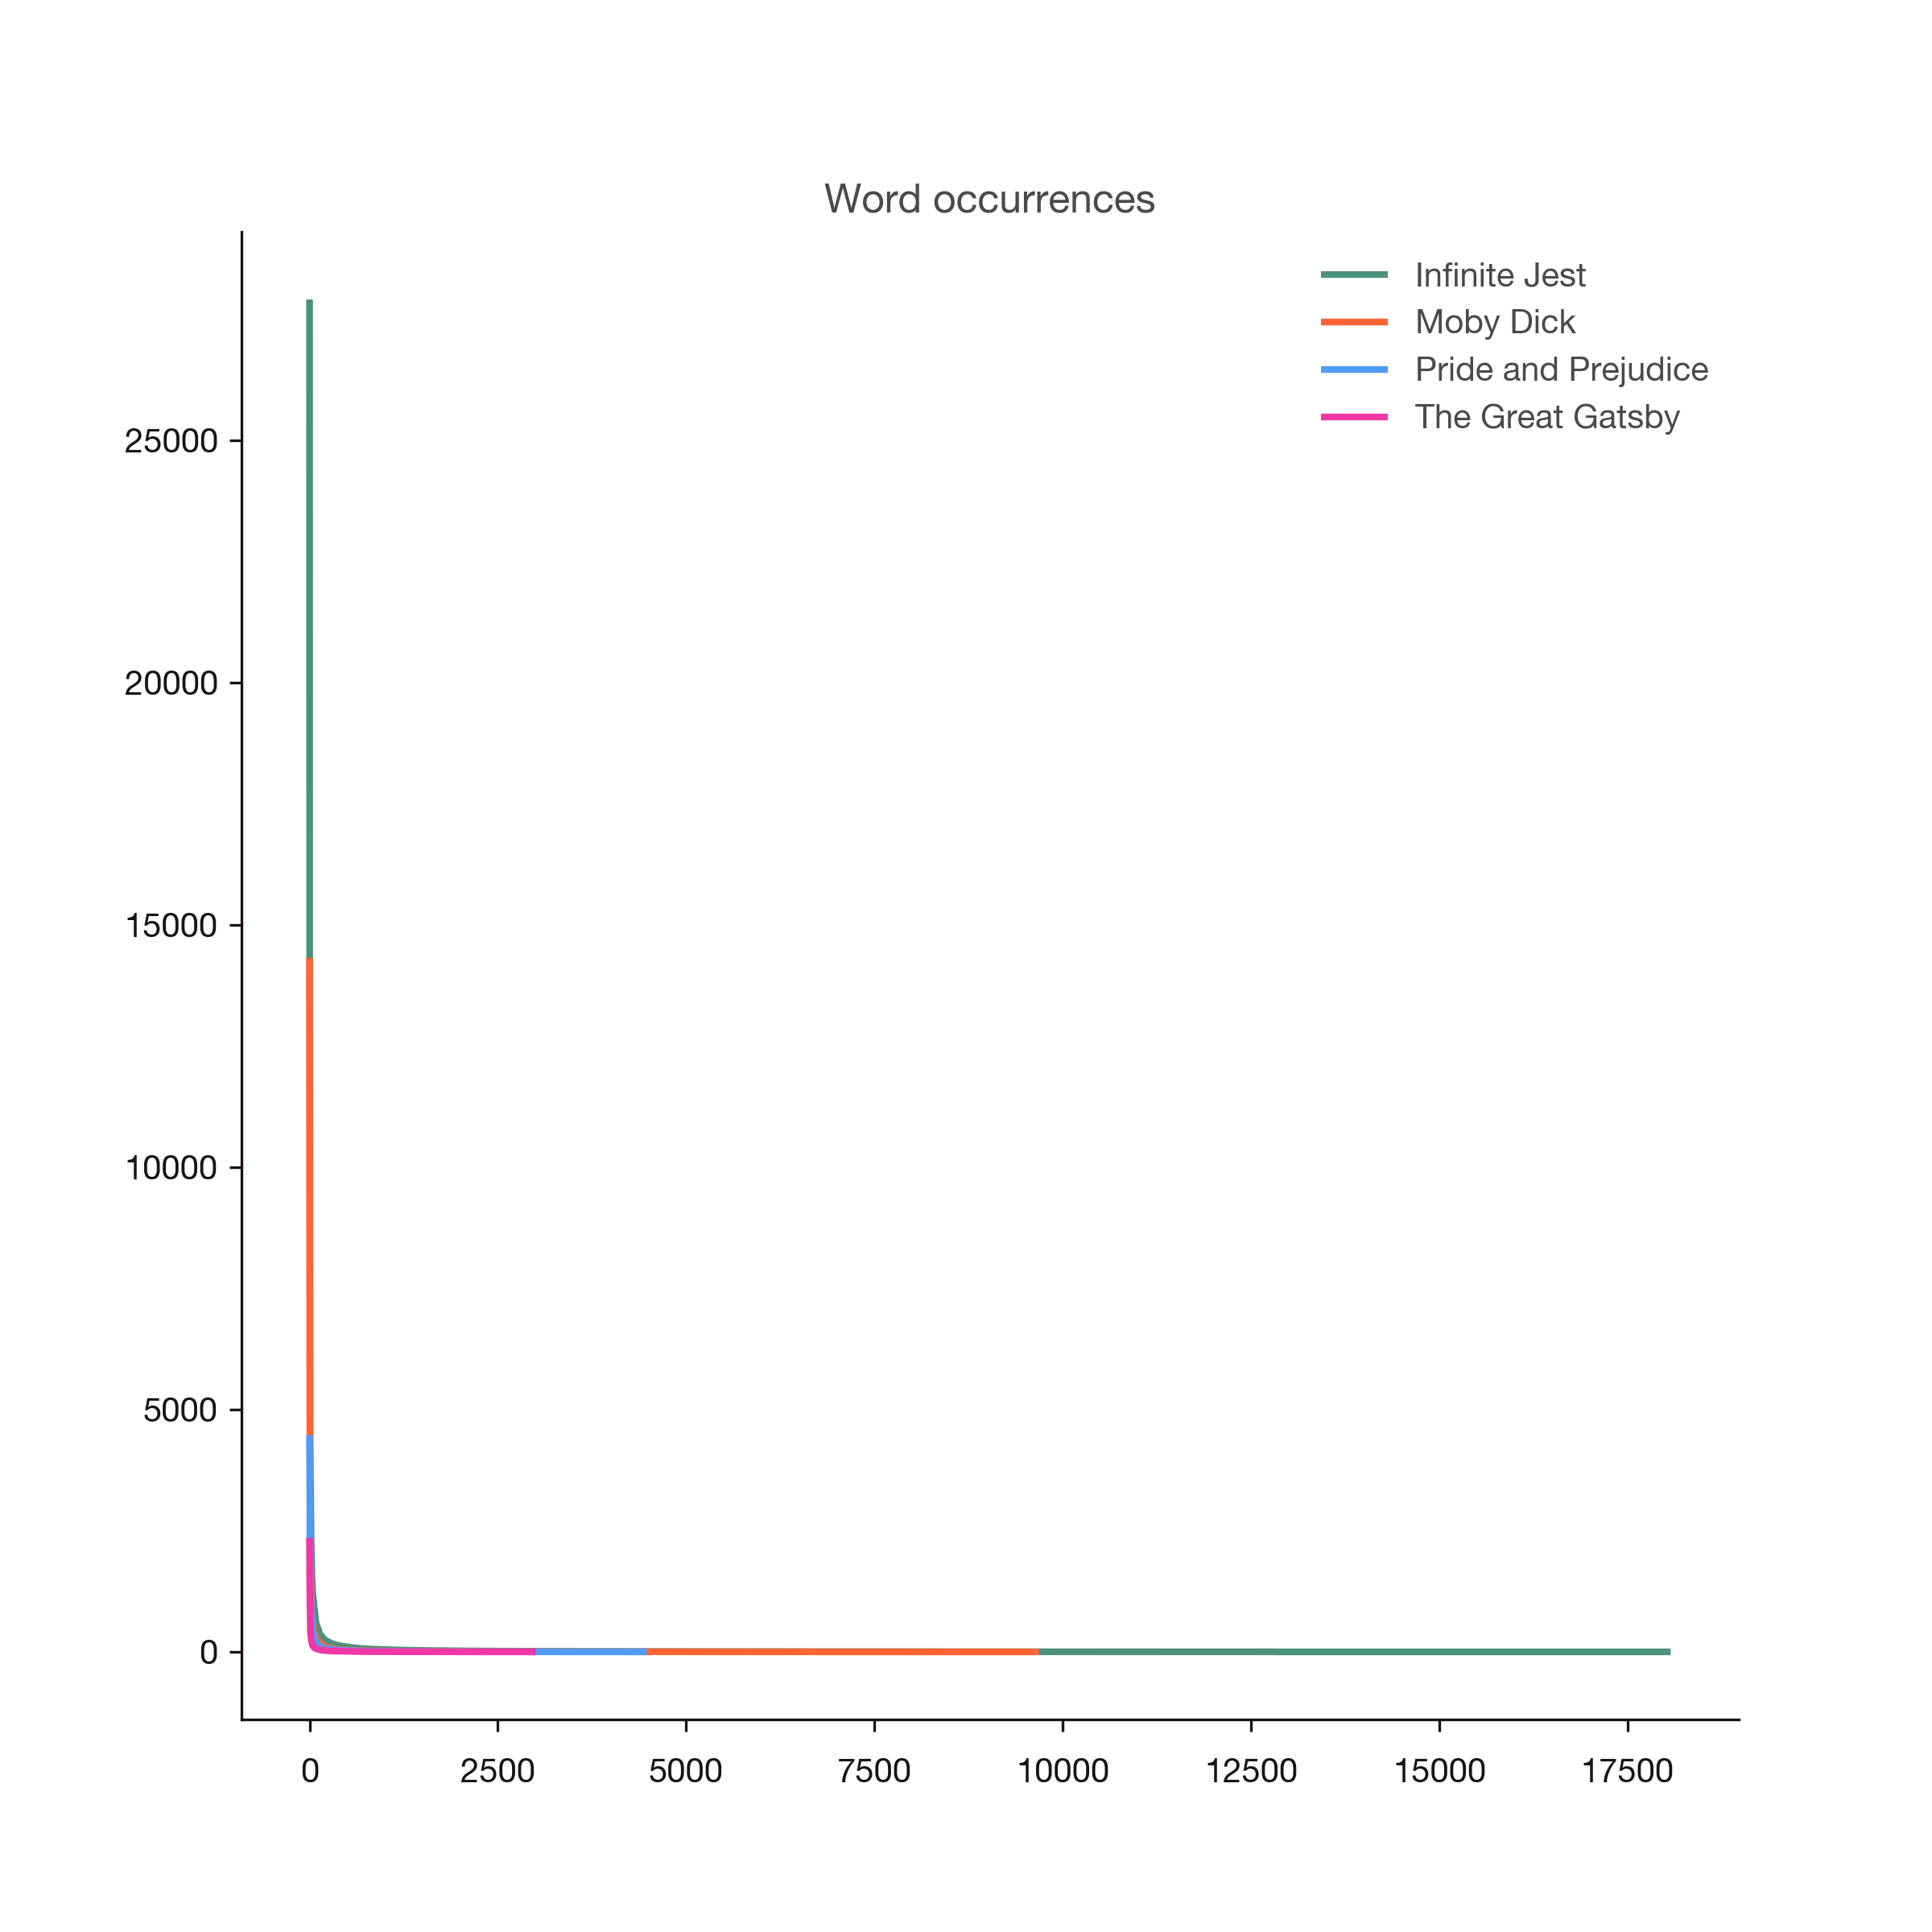 Word occurrences
Infinite Jest
Moby Dick
Pride and Prejudice
The Great Gatsby
25000
20000
15000
10000
5000
0
0 2500 5000 7500 10000 12500 15000 17500